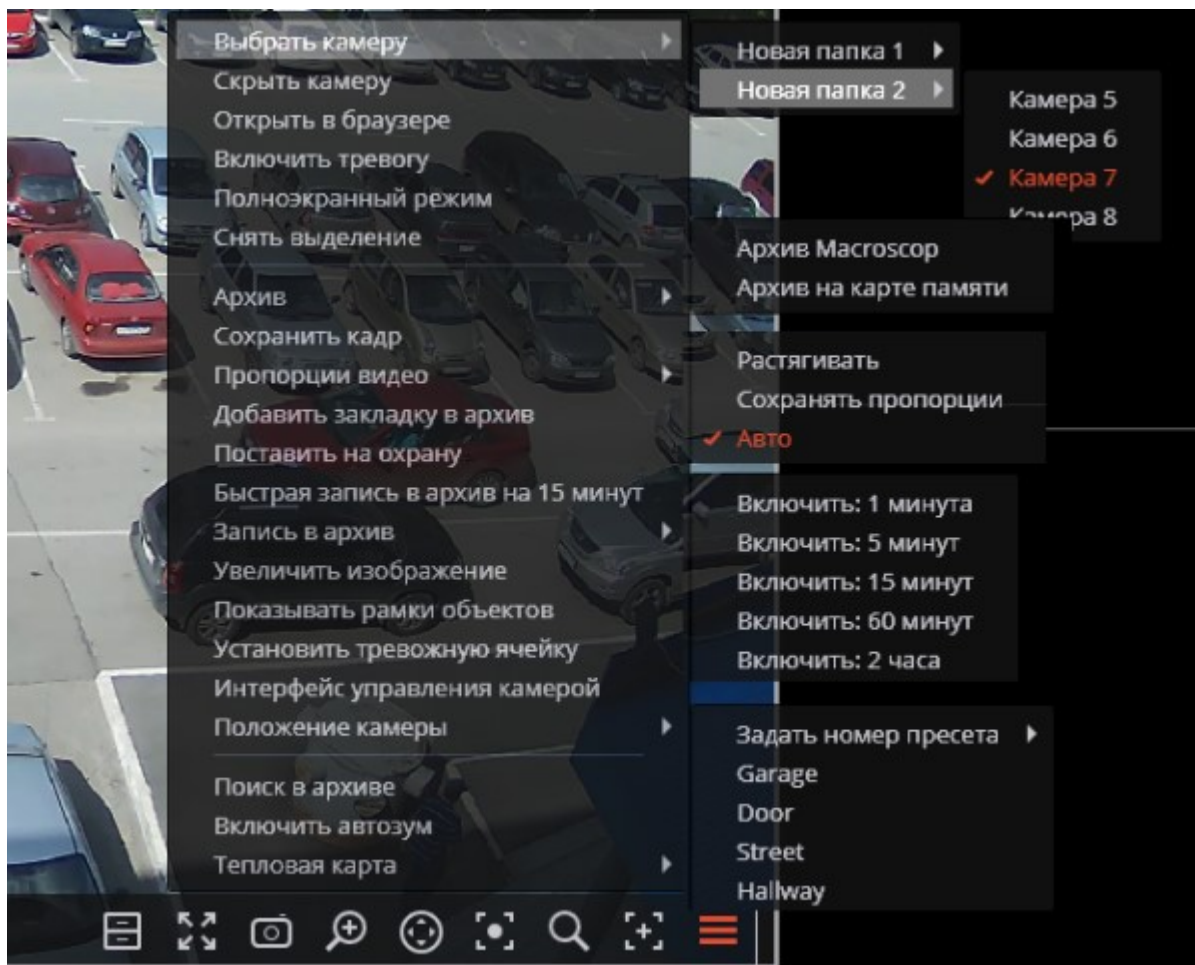 Выбрать камеру
Скрыть камеру
Открыть в браузере
Включить тревогу
Полноэкранный режим
Снять выделение
Архив
Сохранить кадр
Пропорции видео
Добавить закладку в архив
Поставить на охрану
Быстрая запись в архив на 15 минут
Запись в архив
Увеличить изображение
Показывать рамки объектов
Установить тревожную ячейку
Интерфейс управления камерой
Положение камеры
Поиск в архиве
Включить автозум
Тепловая карта
Новая папка 1
Новая папка 2
Камера 5
Камера 6
Камера 7
Камера 8
Архив Macroscop
Архив на карте памяти
Растягивать
Сохранять пропорции
Авто
Включить: 1 минута
Включить: 5 минут
Включить: 15 минут
Включить: 60 минут
Включить: 2 часа
Задать номер пресета
Garage
Door
Street
Hallway